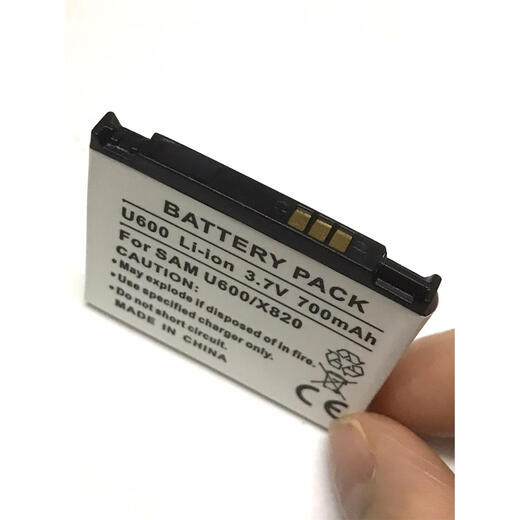 BATTERY PACK
U600 Li-ion 3.7V 700mAh
For SAM U600/X820
CAUTION:
•May explode if disposed of in fire.
•Use specified charger only.
•Do not short circuit.
MADE IN CHINA
CE